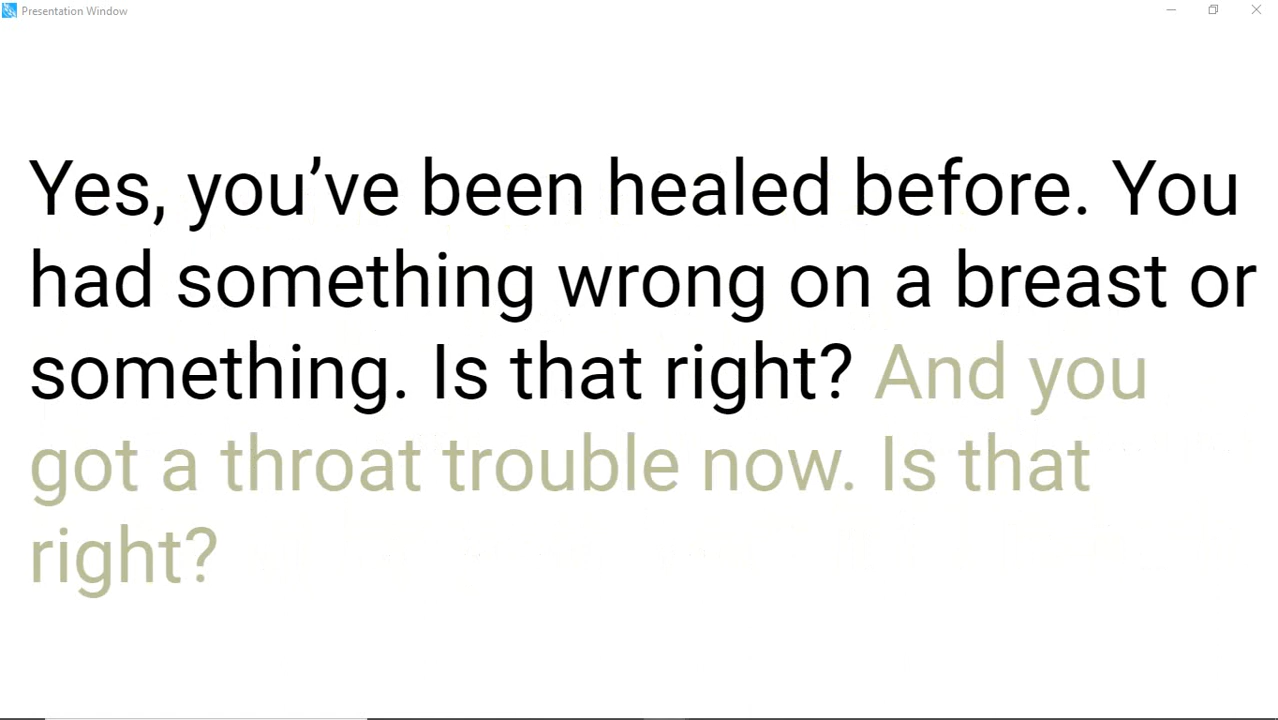 Presentation Window
Yes, you’ve been healed before. You
had something wrong on a breast or
something. Is that right? And you
got a throat trouble now. Is that
right?